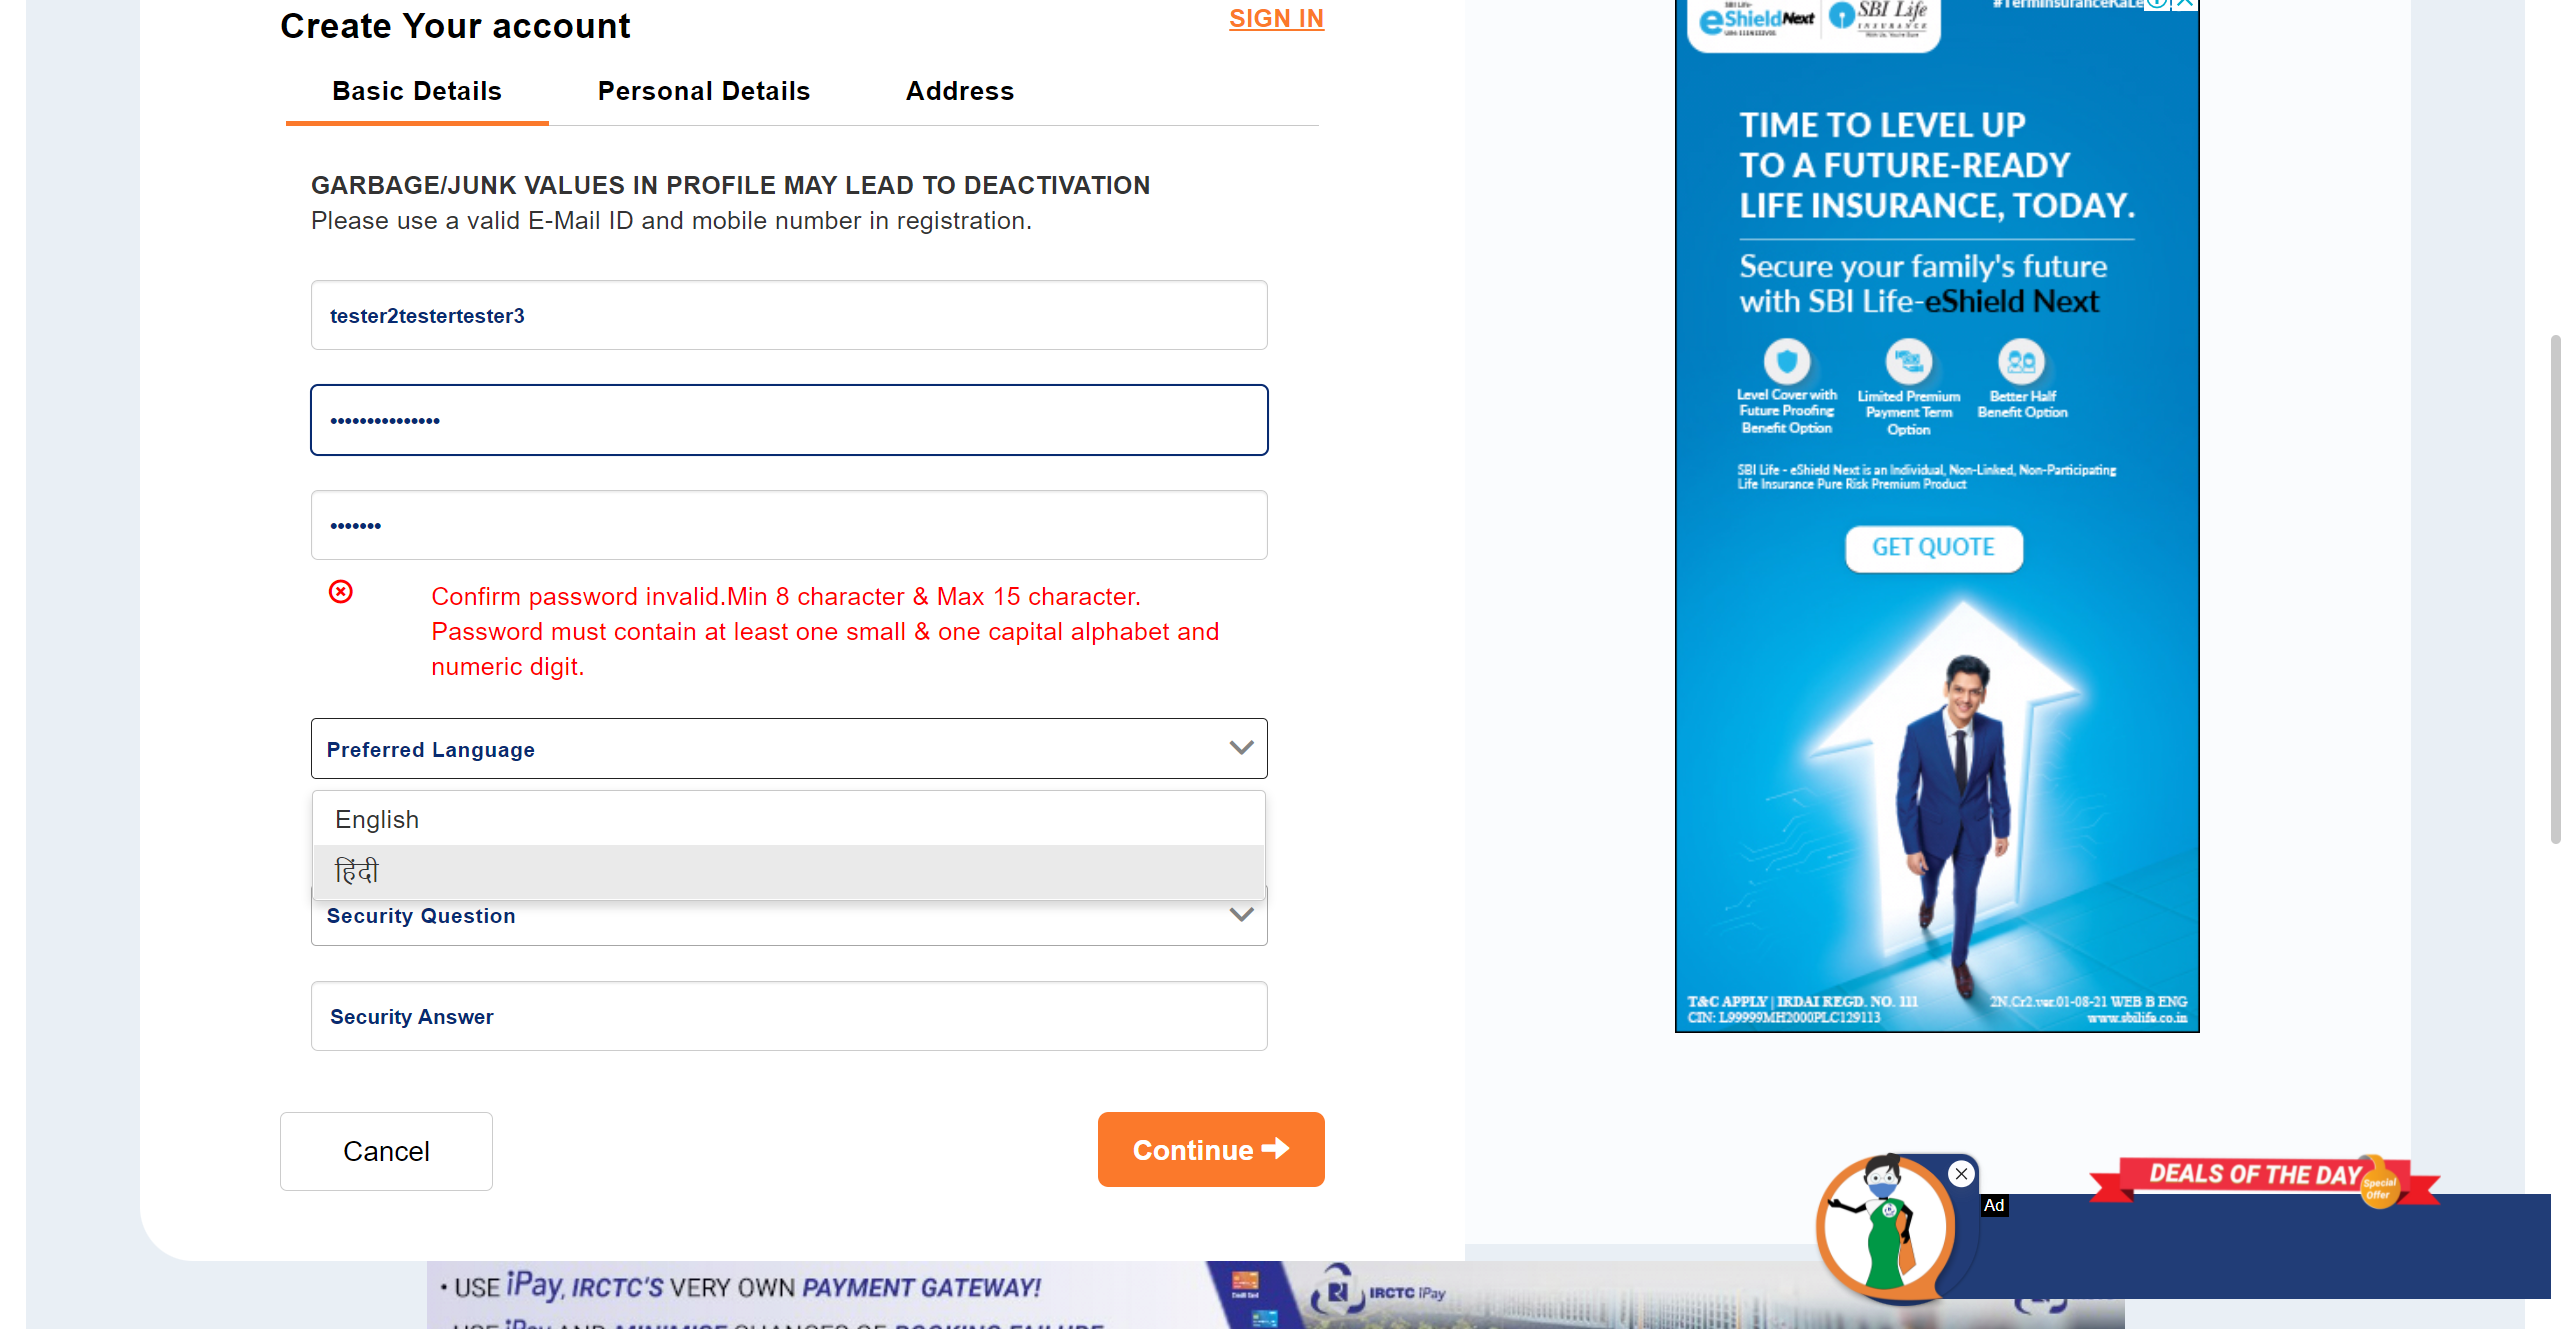 Create Your account
SIGN IN
Basic Details
Personal Details
Address
GARBAGE/JUNK VALUES IN PROFILE MAY LEAD TO DEACTIVATION
Please use a valid E-Mail ID and mobile number in registration.
tester2testertester3
•••••••••••••••
•••••••
Confirm password invalid.Min 8 character & Max 15 character.
Password must contain at least one small & one capital alphabet and
numeric digit.
Preferred Language
English
हिंदी
Security Question
Security Answer
Cancel
Continue
eShield Next
SBI Life
INSURANCE
With Us, You're Sure
#TermInsuranceKaLe
TIME TO LEVEL UP
TO A FUTURE-READY
LIFE INSURANCE, TODAY.
Secure your family's future
with SBI Life-eShield Next
Level Cover with
Future Proofing
Benefit Option
Limited Premium
Payment Term
Option
Better Half
Benefit Option
SBI Life - eShield Next is an Individual, Non-Linked, Non-Participating
Life Insurance Pure Risk Premium Product
GET QUOTE
T&C APPLY | IRDAI REGD. NO. 111
CIN: L99999MH2000PLC129113
2N.Cr2.ver.01-08-21 WEB B ENG
www.sbilife.co.in
DEALS OF THE DAY
Special
Offer
Ad
• USE iPay, IRCTC'S VERY OWN PAYMENT GATEWAY!
IRCTC iPay